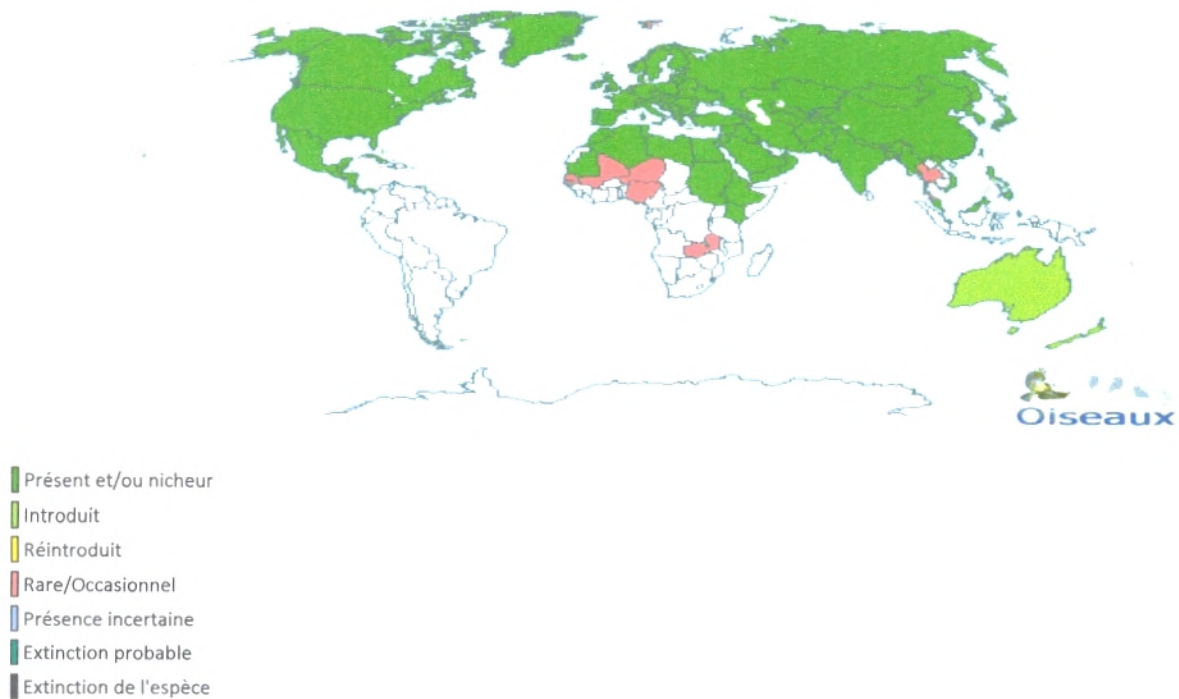 Oiseaux
Présent et/ou nicheur
Introduit
Réintroduit
Rare/Occasionnel
Présence incertaine
Extinction probable
Extinction de l'espèce